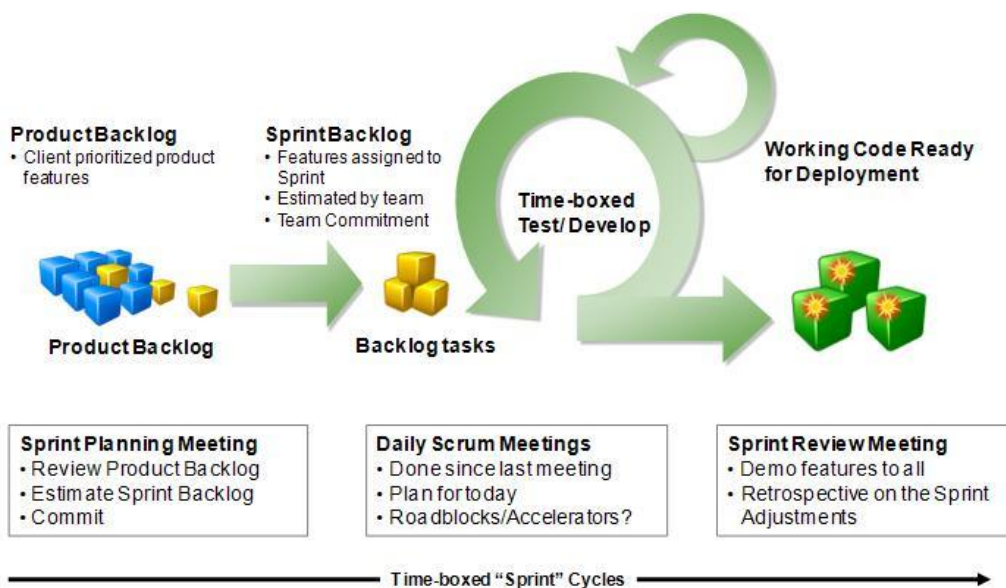 Product Backlog
• Client prioritized product
features
Sprint Backlog
• Features assigned to
Sprint
• Estimated by team
• Team Commitment
Time-boxed
Test/ Develop
Working Code Ready
for Deployment
Product Backlog
Backlog tasks
Sprint Planning Meeting
• Review Product Backlog
• Estimate Sprint Backlog
• Commit
Daily Scrum Meetings
• Done since last meeting
• Plan for today
• Roadblocks/Accelerators?
Sprint Review Meeting
• Demo features to all
• Retrospective on the Sprint
Adjustments
Time-boxed “Sprint” Cycles